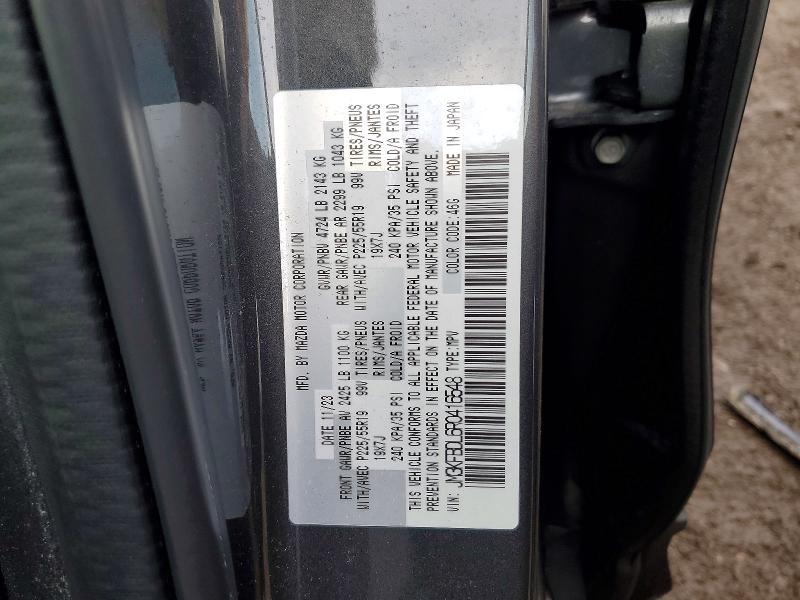 MFD. BY MAZDA MOTOR CORPORATION
DATE 11/23 GVWR/PNBV 4724 LB 2143 KG
FRONT GAWR/PNBE AV 2425 LB 1100 KG REAR GAWR/PNBE AR 2299 LB 1043 KG
WITH/AVEC P225/55R19 99V TIRES/PNEUS WITH/AVEC P225/55R19 99V TIRES/PNEUS
19X7J RIMS/JANTES 19X7J RIMS/JANTES
240 KPA/35 PSI COLD/A FROID 240 KPA/35 PSI COLD/A FROID
THIS VEHICLE CONFORMS TO ALL APPLICABLE FEDERAL MOTOR VEHICLE SAFETY AND THEFT
PREVENTION STANDARDS IN EFFECT ON THE DATE OF MANUFACTURE SHOWN ABOVE.
COLOR CODE:46G MADE IN JAPAN
VIN: JM3KFBDL6R0416548 TYPE:MPV